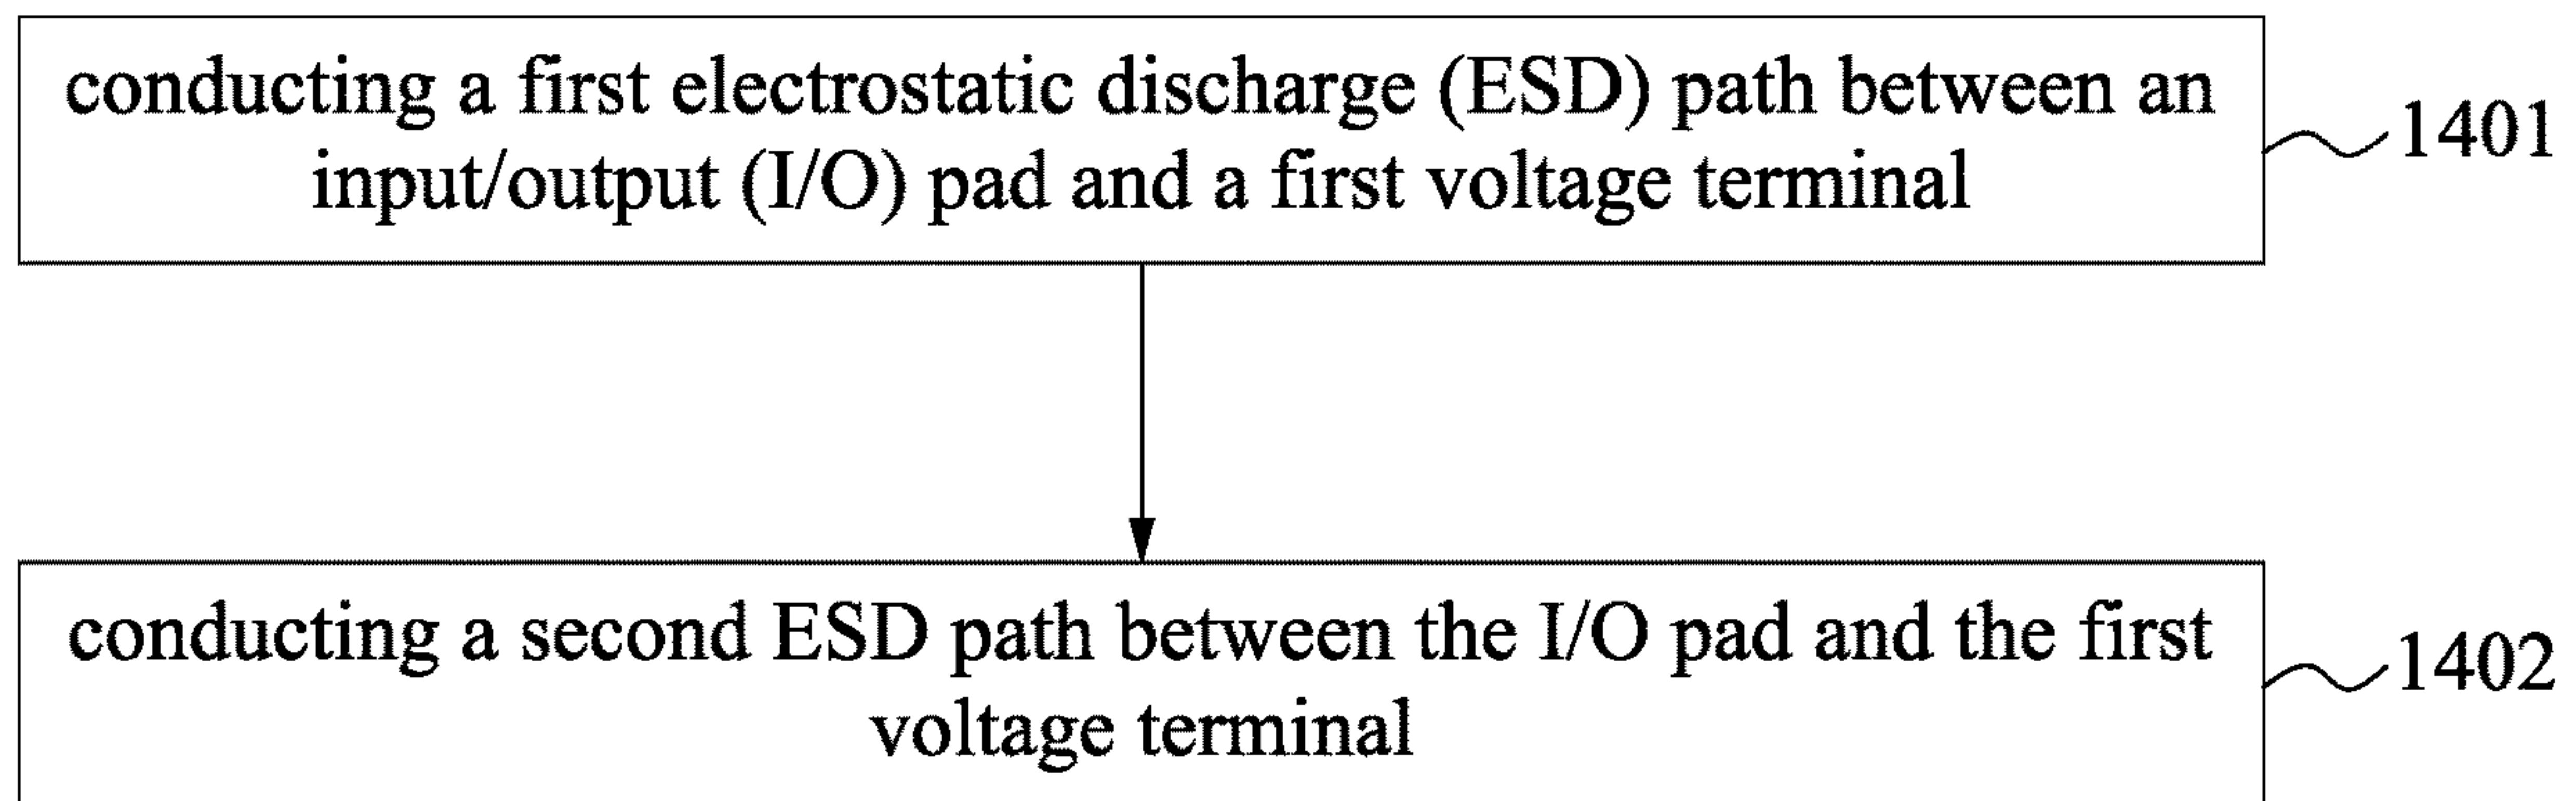 conducting a first electrostatic discharge (ESD) path between an
input/output (I/O) pad and a first voltage terminal
1401
conducting a second ESD path between the I/O pad and the first
voltage terminal
1402